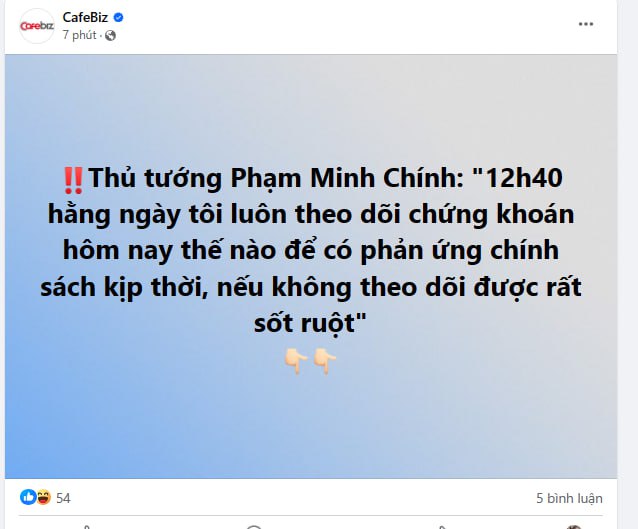 CafeBiz
CafeBiz
7 phút
‼️Thủ tướng Phạm Minh Chính: "12h40
hằng ngày tôi luôn theo dõi chứng khoán
hôm nay thế nào để có phản ứng chính
sách kịp thời, nếu không theo dõi được rất
sốt ruột"
👇🏻👇🏻
54
5 bình luận